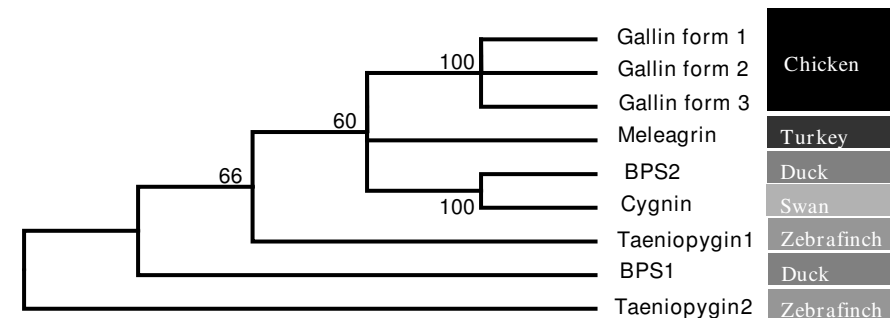 Gallin form 1
100
Gallin form 2
Chicken
Gallin form 3
60
Meleagrin
Turkey
66
BPS2
Duck
100
Cygnin
Swan
Taeniopygin1
Zebrafinch
BPS1
Duck
Taeniopygin2
Zebrafinch